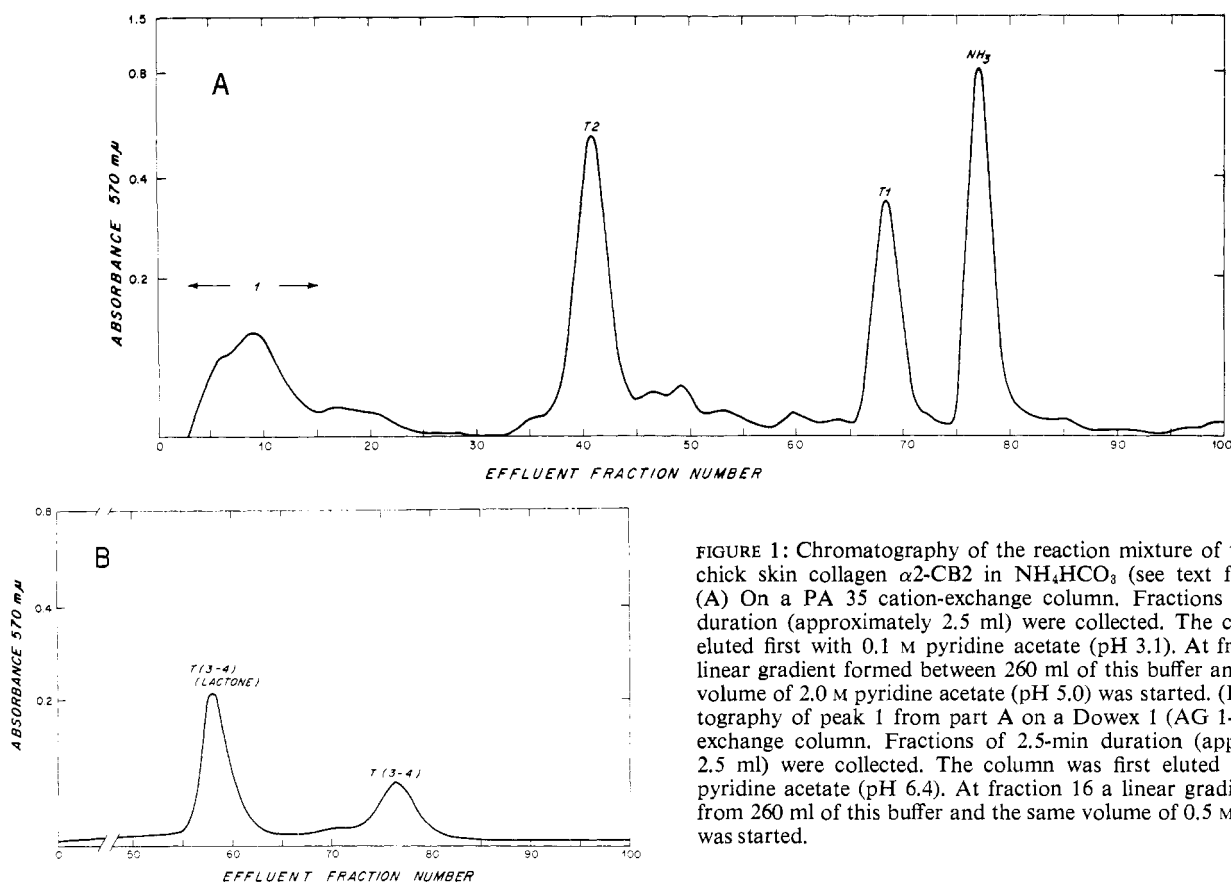 A
ABSORBANCE 570 mμ
1.5
0.8
0.4
0.2
1
T2
T1
NH3
0 10 20 30 40 50 60 70 80 90 100
EFFLUENT FRACTION NUMBER
B
ABSORBANCE 570 mμ
0.8
0.4
0.2
T(3-4)
(LACTONE)
T(3-4)
0 50 60 70 80 90 100
EFFLUENT FRACTION NUMBER
FIGURE 1: Chromatography of the reaction mixture of
chick skin collagen α2-CB2 in NH₄HCO₃ (see text f
(A) On a PA 35 cation-exchange column. Fractions
duration (approximately 2.5 ml) were collected. The c
eluted first with 0.1 M pyridine acetate (pH 3.1). At fr
linear gradient formed between 260 ml of this buffer an
volume of 2.0 M pyridine acetate (pH 5.0) was started. (
tography of peak 1 from part A on a Dowex 1 (AG 1-
exchange column. Fractions of 2.5-min duration (app
2.5 ml) were collected. The column was first eluted
pyridine acetate (pH 6.4). At fraction 16 a linear gradi
from 260 ml of this buffer and the same volume of 0.5 M
was started.